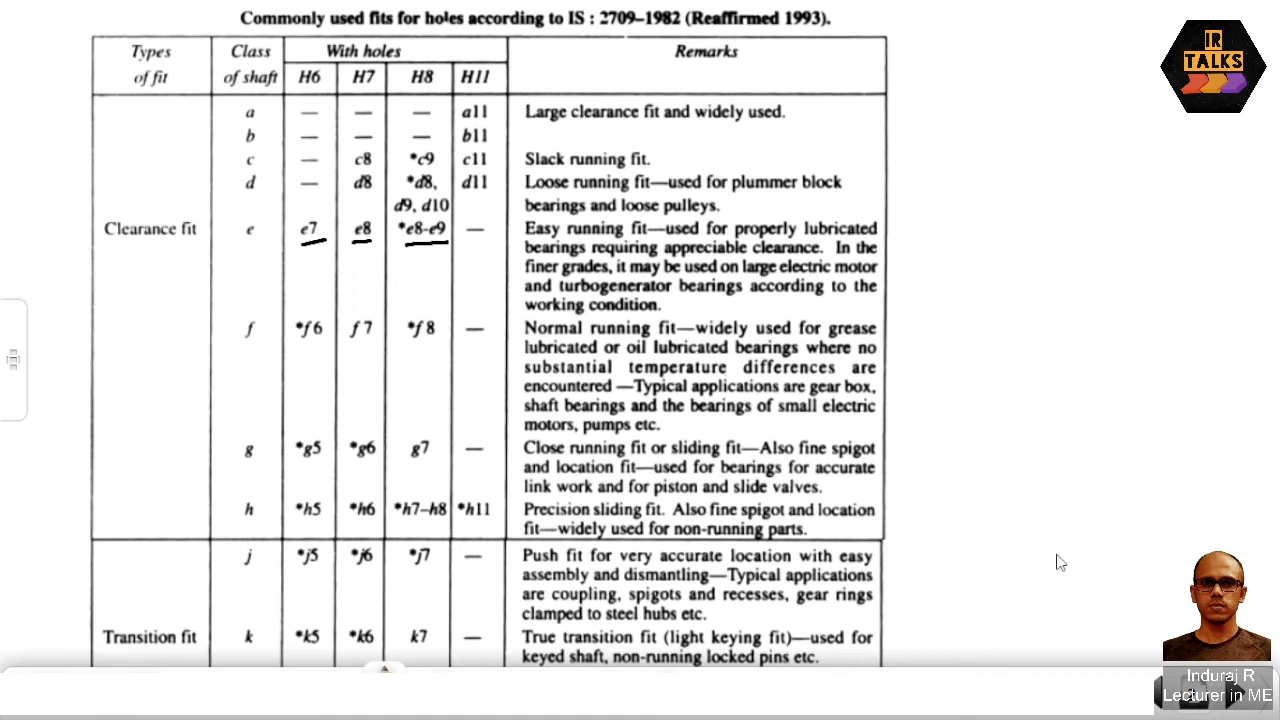 Commonly used fits for holes according to IS : 2709–1982 (Reaffirmed 1993).
IR
TALKS
Types of fit Class of shaft With holes Remarks
H6 H7 H8 H11
a — — — a11 Large clearance fit and widely used.
b — — — b11
c — c8 *c9 c11 Slack running fit.
d — d8 *d8, d11 Loose running fit—used for plummer block
d9, d10 bearings and loose pulleys.
Clearance fit e e7 e8 *e8-e9 — Easy running fit—used for properly lubricated
bearings requiring appreciable clearance. In the
finer grades, it may be used on large electric motor
and turbogenerator bearings according to the
working condition.
f *f6 f7 *f8 — Normal running fit—widely used for grease
lubricated or oil lubricated bearings where no
substantial temperature differences are
encountered —Typical applications are gear box,
shaft bearings and the bearings of small electric
motors, pumps etc.
g *g5 *g6 g7 — Close running fit or sliding fit—Also fine spigot
and location fit—used for bearings for accurate
link work and for piston and slide valves.
h *h5 *h6 *h7–h8 *h11 Precision sliding fit. Also fine spigot and location
fit—widely used for non-running parts.
j *j5 *j6 *j7 — Push fit for very accurate location with easy
assembly and dismantling—Typical applications
are coupling, spigots and recesses, gear rings
clamped to steel hubs etc.
Transition fit k *k5 *k6 k7 — True transition fit (light keying fit)—used for
keyed shaft, non-running locked pins etc.
Induraj R
Lecturer in ME